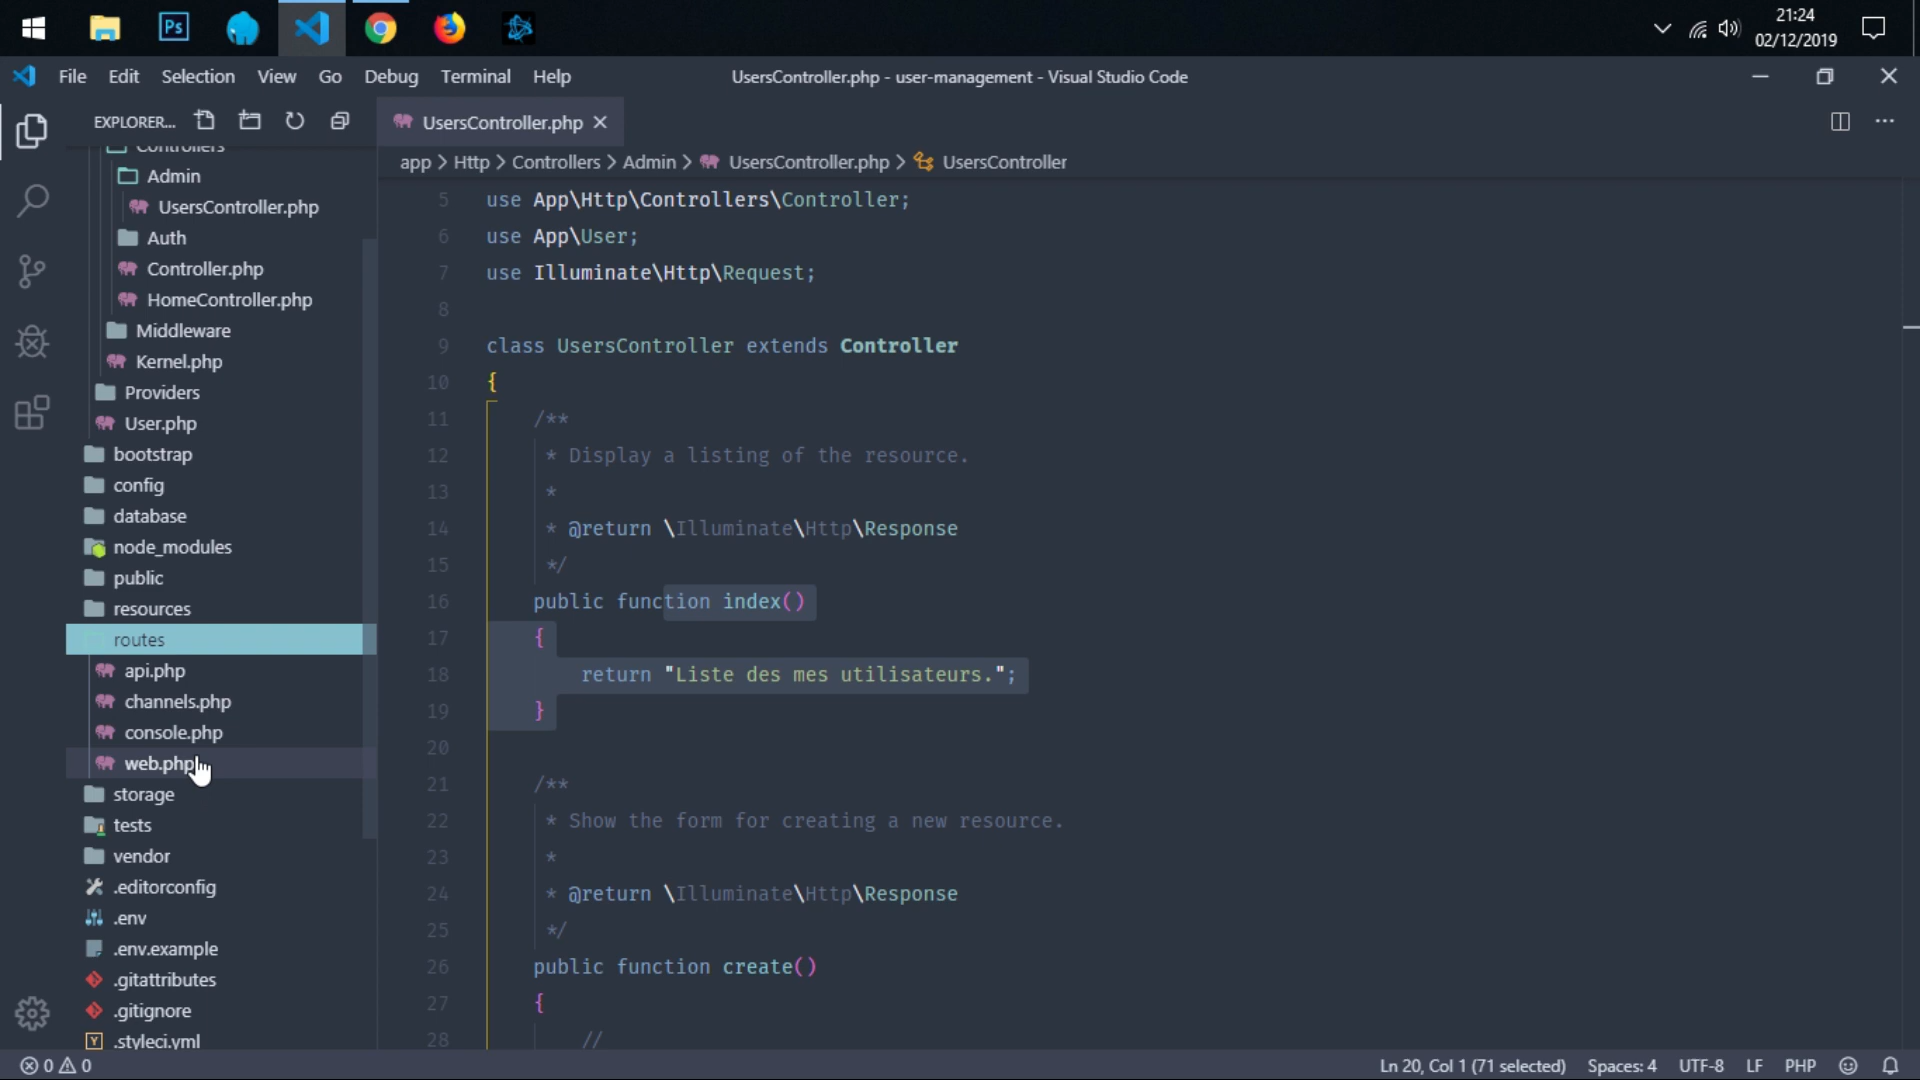 Ps
21:24
02/12/2019
File Edit Selection View Go Debug Terminal Help
UsersController.php - user-management - Visual Studio Code
EXPLORER...
UsersController.php
app > Http > Controllers > Admin > UsersController.php > UsersController
Controllers
Admin
UsersController.php
Auth
Controller.php
HomeController.php
Middleware
Kernel.php
Providers
User.php
bootstrap
config
database
node_modules
public
resources
routes
api.php
channels.php
console.php
web.php
storage
tests
vendor
.editorconfig
.env
.env.example
.gitattributes
.gitignore
.styleci.yml
5 use App\Http\Controllers\Controller;
6 use App\User;
7 use Illuminate\Http\Request;
8
9 class UsersController extends Controller
10 {
11 /**
12 * Display a listing of the resource.
13 *
14 * @return \Illuminate\Http\Response
15 */
16 public function index()
17 {
18 return "Liste des mes utilisateurs.";
19 }
20
21 /**
22 * Show the form for creating a new resource.
23 *
24 * @return \Illuminate\Http\Response
25 */
26 public function create()
27 {
28 //
0 0
Ln 20, Col 1 (71 selected) Spaces: 4 UTF-8 LF PHP